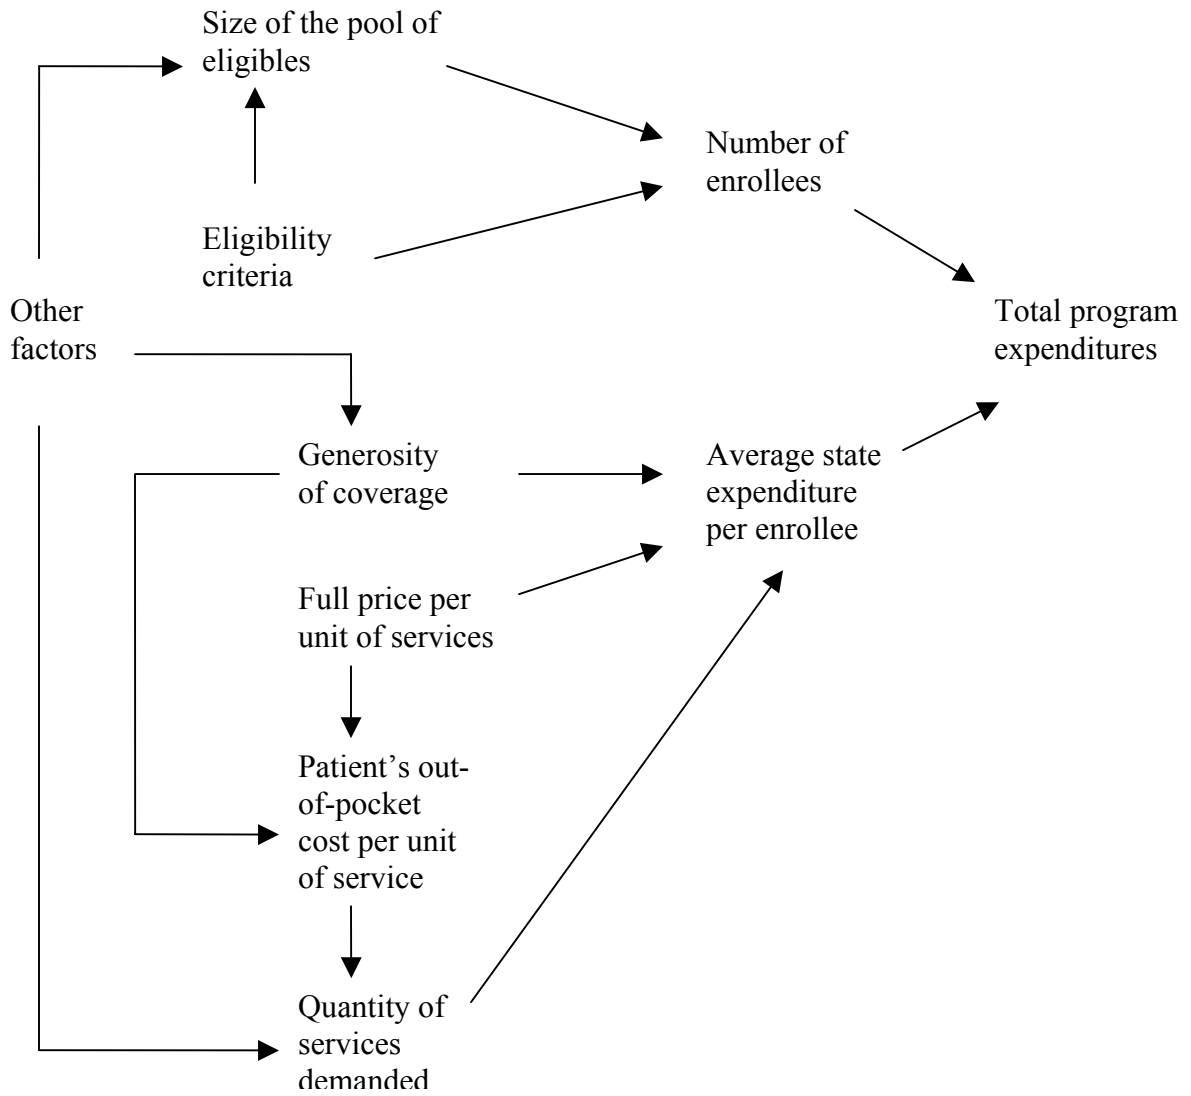 Size of the pool of
eligibles
Number of
enrollees
Eligibility
criteria
Other
factors
Total program
expenditures
Generosity
of coverage
Average state
expenditure
per enrollee
Full price per
unit of services
Patient’s out-
of-pocket
cost per unit
of service
Quantity of
services
demanded